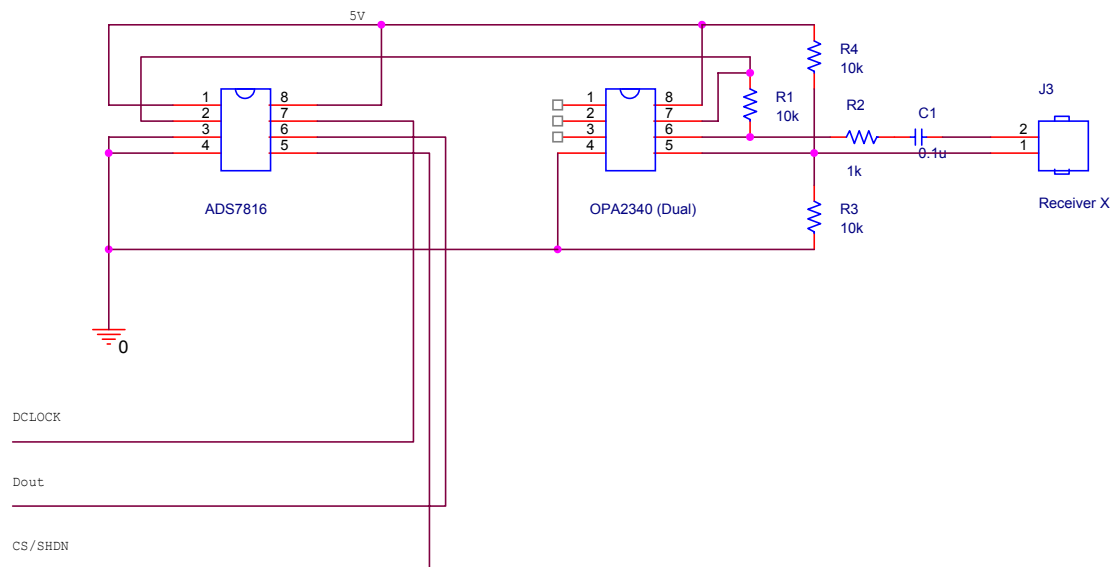 5V
R4
10k
R1
10k
R2
1k
C1
0.1u
J3
2
1
Receiver X
1
2
3
4
8
7
6
5
ADS7816
1
2
3
4
8
7
6
5
OPA2340 (Dual)
R3
10k
0
DCLOCK
Dout
CS/SHDN